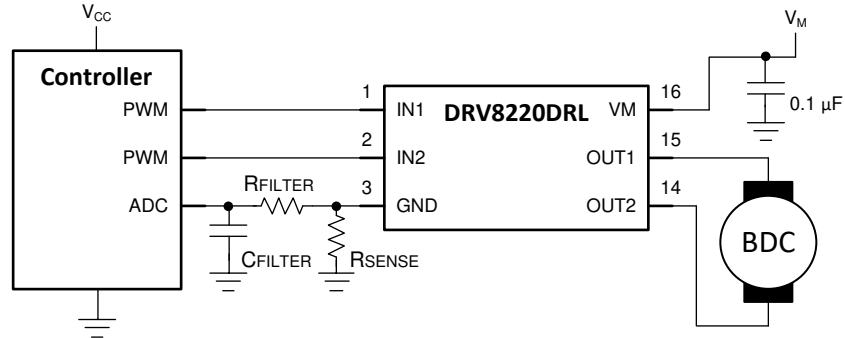 VCC
VM
Controller
PWM
1
IN1
DRV8220DRL
VM
16
0.1 µF
PWM
2
IN2
OUT1
15
ADC
RFILTER
3
GND
OUT2
14
CFILTER
RSENSE
BDC